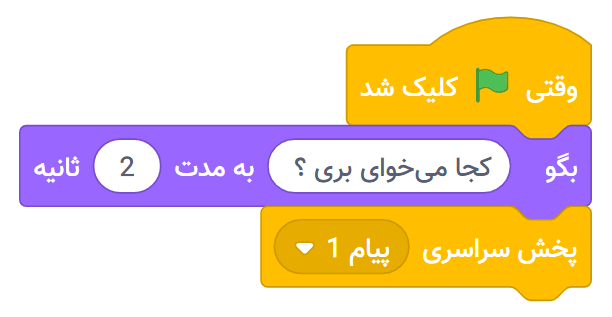 وقتی کلیک شد
بگو کجا می‌خوای بری ؟ به مدت 2 ثانیه
پخش سراسری پیام 1